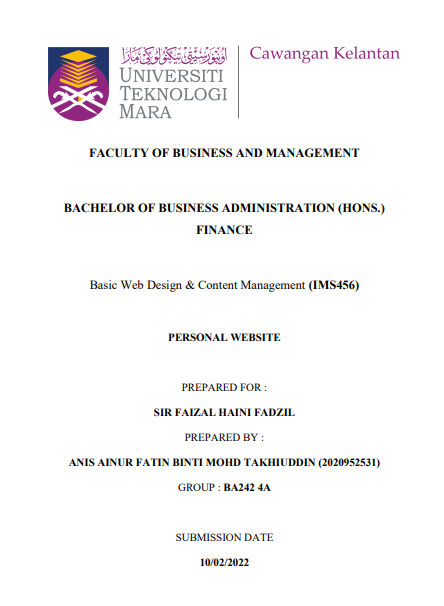 اونيۏرسيتي تيكنولوڬي مارا
UNIVERSITI
TEKNOLOGI
MARA
Cawangan Kelantan
FACULTY OF BUSINESS AND MANAGEMENT
BACHELOR OF BUSINESS ADMINISTRATION (HONS.)
FINANCE
Basic Web Design & Content Management (IMS456)
PERSONAL WEBSITE
PREPARED FOR :
SIR FAIZAL HAINI FADZIL
PREPARED BY :
ANIS AINUR FATIN BINTI MOHD TAKHIUDDIN (2020952531)
GROUP : BA242 4A
SUBMISSION DATE
10/02/2022